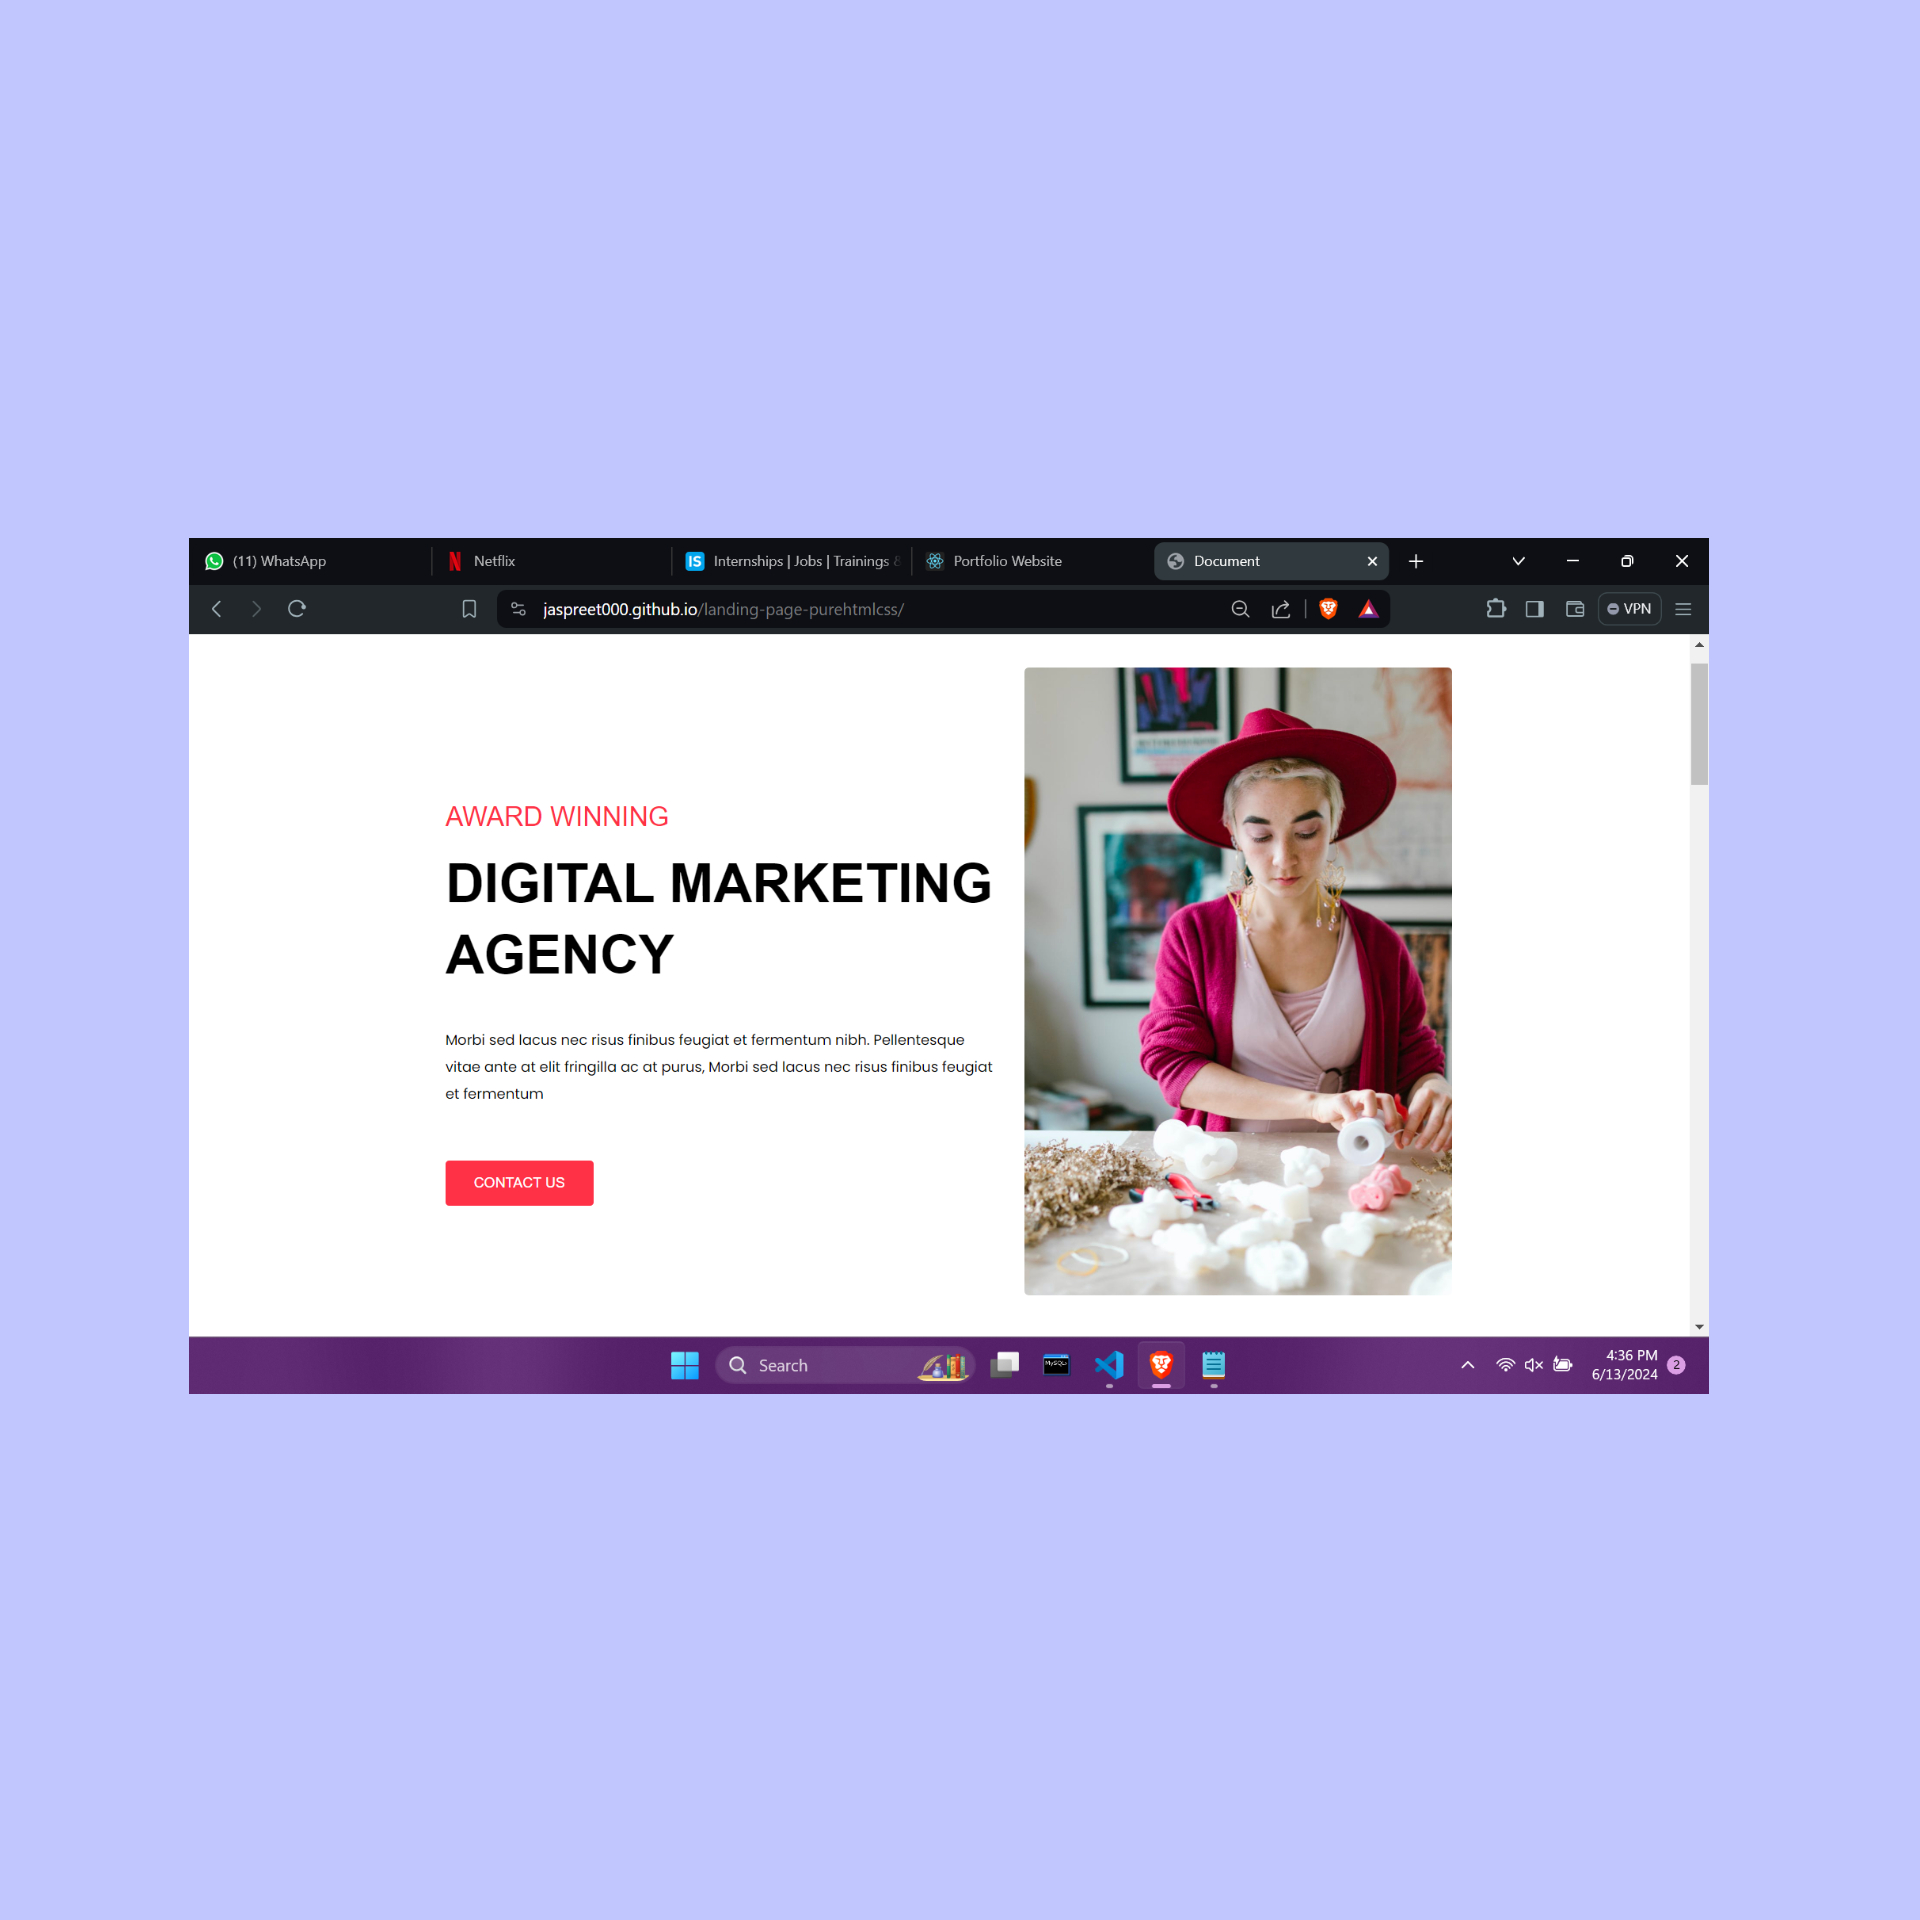 (11) WhatsApp
Netflix
IS Internships | Jobs | Trainings
Portfolio Website
Document
jaspreet000.github.io/landing-page-purehtmlcss/
VPN
AWARD WINNING
DIGITAL MARKETING
AGENCY
Morbi sed lacus nec risus finibus feugiat et fermentum nibh. Pellentesque
vitae ante at elit fringilla ac at purus, Morbi sed lacus nec risus finibus feugiat
et fermentum
CONTACT US
Search
4:36 PM
6/13/2024
2